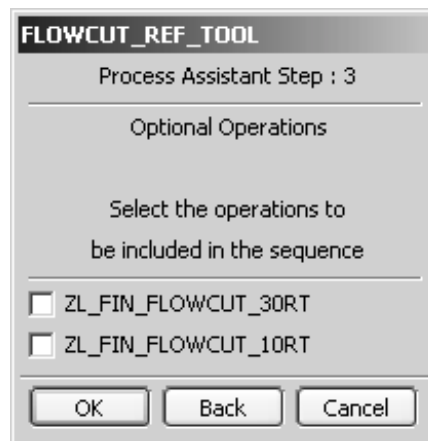 FLOWCUT_REF_TOOL
Process Assistant Step : 3
Optional Operations
Select the operations to
be included in the sequence
ZL_FIN_FLOWCUT_30RT
ZL_FIN_FLOWCUT_10RT
OK Back Cancel